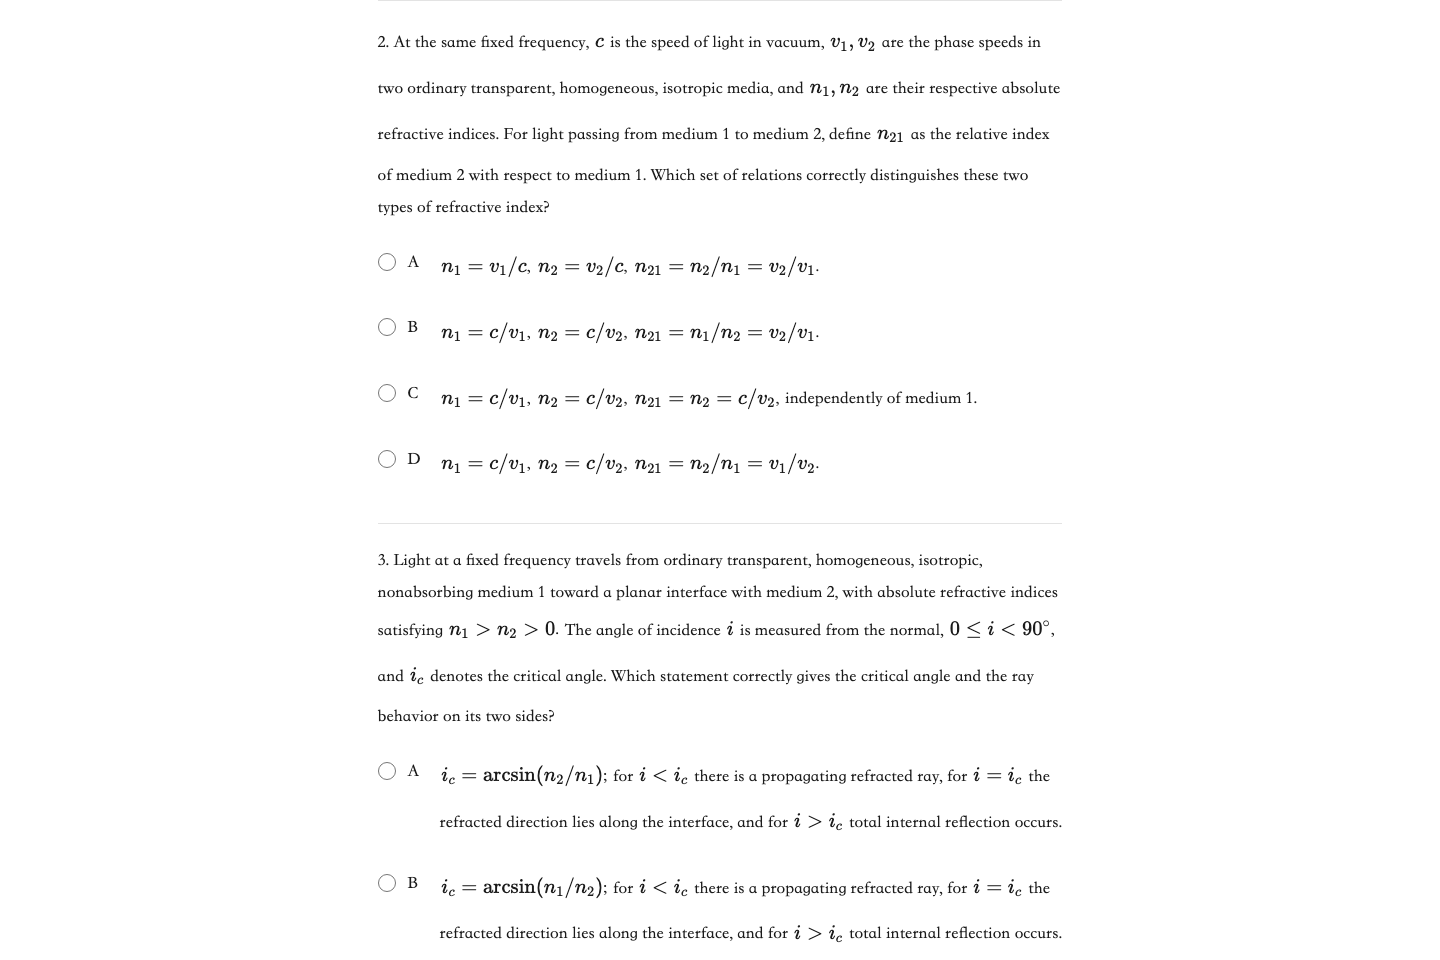 2. At the same fixed frequency, c is the speed of light in vacuum, v₁, v₂ are the phase speeds in
two ordinary transparent, homogeneous, isotropic media, and n₁, n₂ are their respective absolute
refractive indices. For light passing from medium 1 to medium 2, define n₂₁ as the relative index
of medium 2 with respect to medium 1. Which set of relations correctly distinguishes these two
types of refractive index?
A n₁ = v₁/c, n₂ = v₂/c, n₂₁ = n₂/n₁ = v₂/v₁.
B n₁ = c/v₁, n₂ = c/v₂, n₂₁ = n₁/n₂ = v₂/v₁.
C n₁ = c/v₁, n₂ = c/v₂, n₂₁ = n₂ = c/v₂, independently of medium 1.
D n₁ = c/v₁, n₂ = c/v₂, n₂₁ = n₂/n₁ = v₁/v₂.
3. Light at a fixed frequency travels from ordinary transparent, homogeneous, isotropic,
nonabsorbing medium 1 toward a planar interface with medium 2, with absolute refractive indices
satisfying n₁ > n₂ > 0. The angle of incidence i is measured from the normal, 0 ≤ i < 90°,
and i_c denotes the critical angle. Which statement correctly gives the critical angle and the ray
behavior on its two sides?
A i_c = arcsin(n₂/n₁); for i < i_c there is a propagating refracted ray, for i = i_c the
refracted direction lies along the interface, and for i > i_c total internal reflection occurs.
B i_c = arcsin(n₁/n₂); for i < i_c there is a propagating refracted ray, for i = i_c the
refracted direction lies along the interface, and for i > i_c total internal reflection occurs.